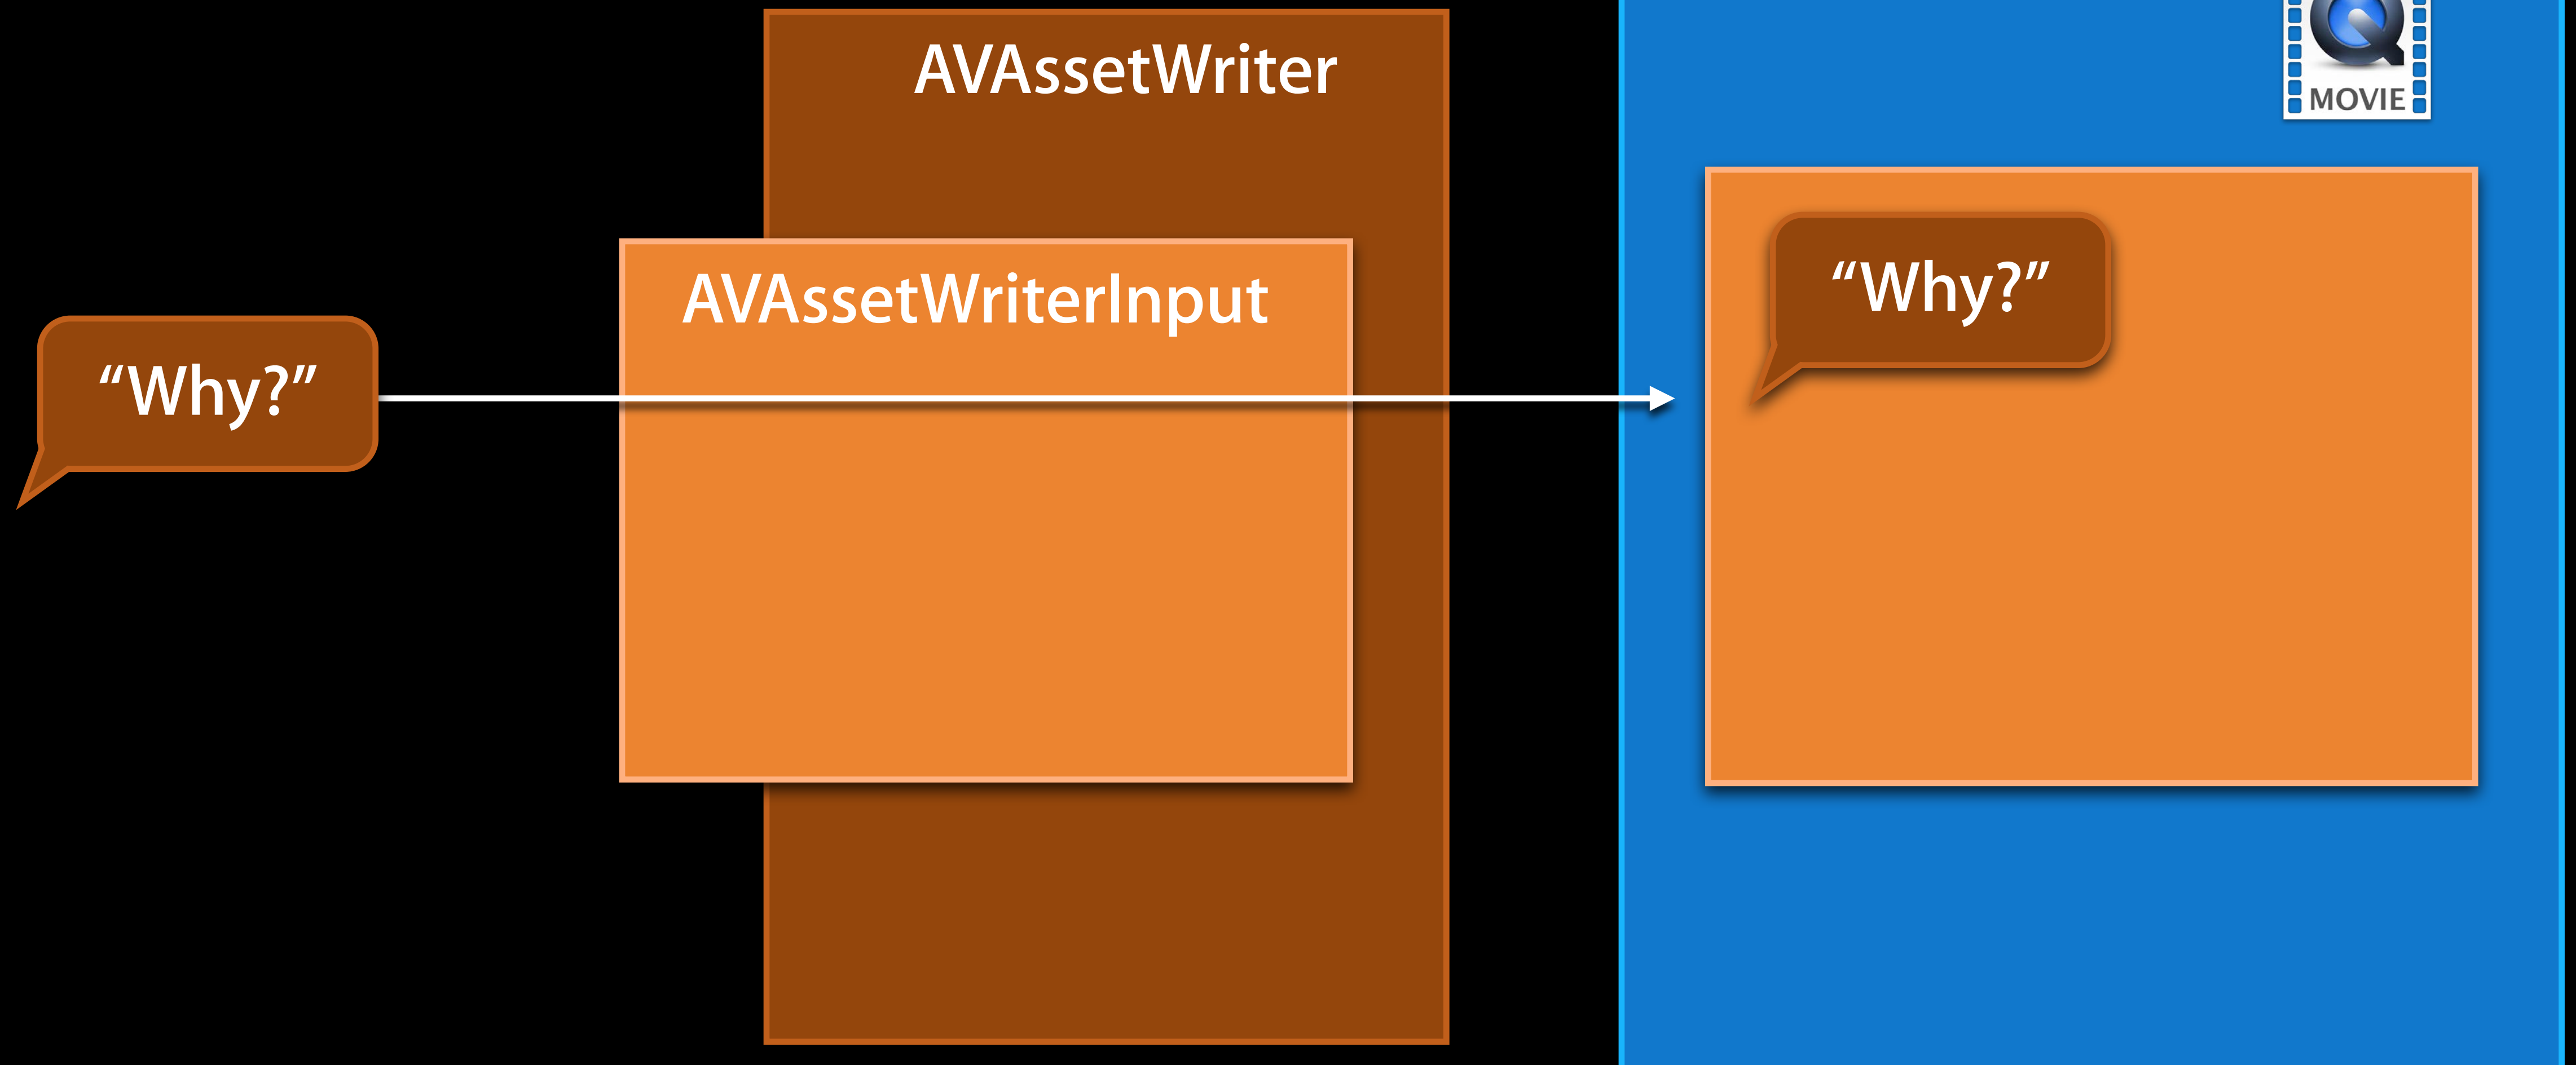 AVAssetWriter
MOVIE
AVAssetWriterInput
“Why?”
“Why?”